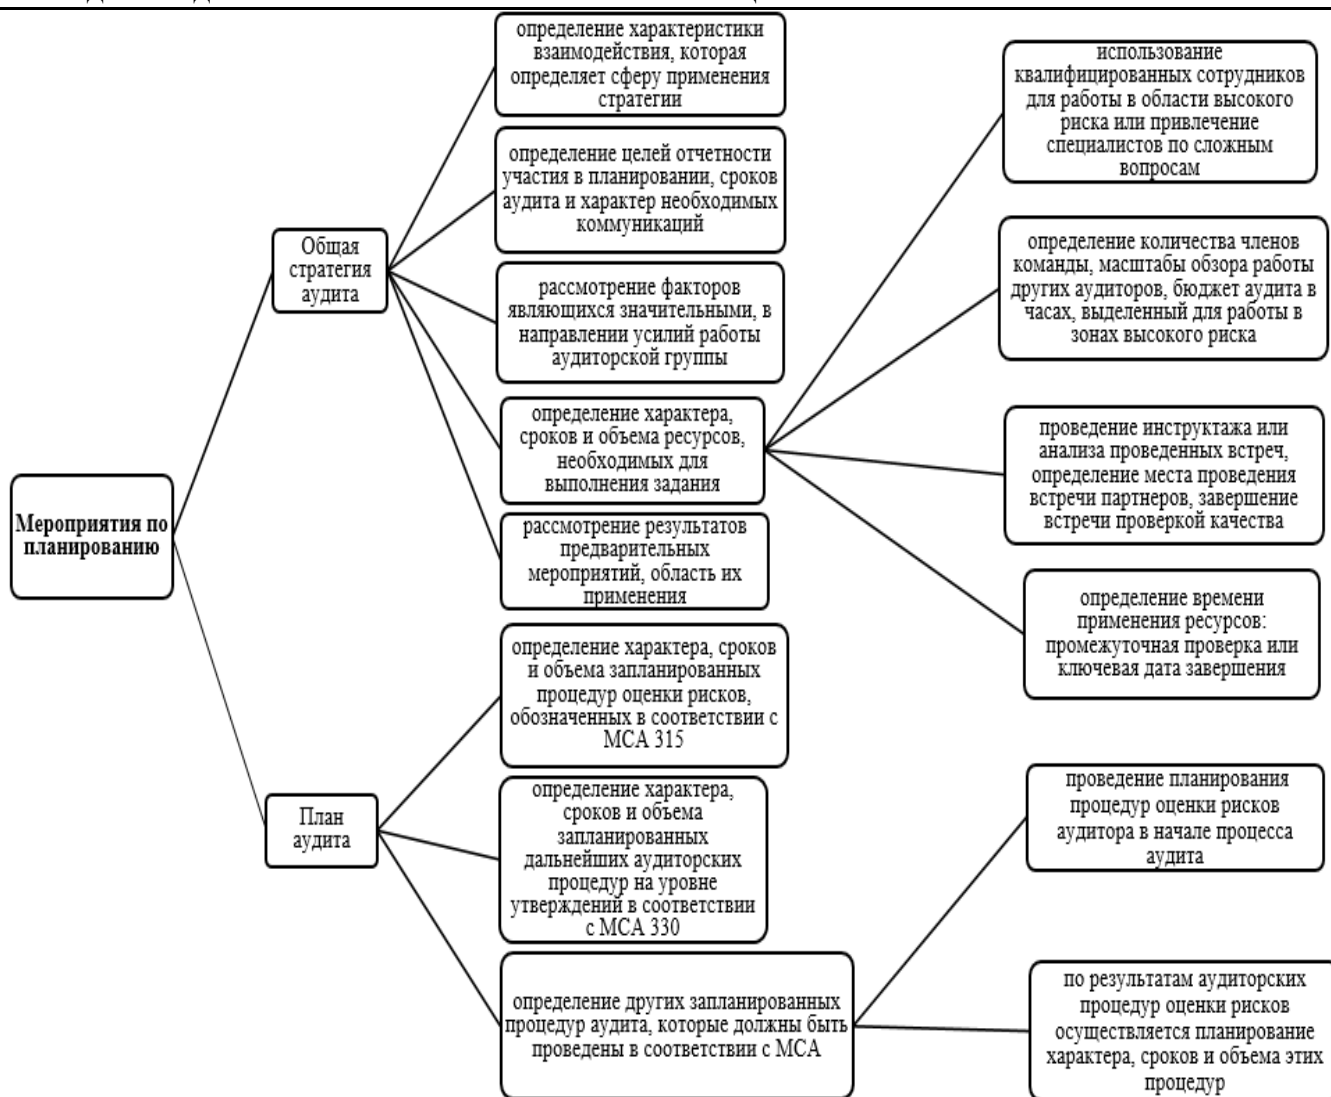 Мероприятия по
планированию
Общая
стратегия
аудита
определение характеристики
взаимодействия, которая
определяет сферу применения
стратегии
определение целей отчетности
участия в планировании, сроков
аудита и характер необходимых
коммуникаций
рассмотрение факторов
являющихся значительными, в
направлении усилий работы
аудиторской группы
определение характера,
сроков и объема ресурсов,
необходимых для
выполнения задания
использование
квалифицированных сотрудников
для работы в области высокого
риска или привлечение
специалистов по сложным
вопросам
определение количества членов
команды, масштабы обзора работы
других аудиторов, бюджет аудита в
часах, выделенный для работы в
зонах высокого риска
проведение инструктажа или
анализа проведенных встреч,
определение места проведения
встречи партнеров, завершение
встречи проверкой качества
определение времени
применения ресурсов:
промежуточная проверка или
ключевая дата завершения
рассмотрение результатов
предварительных
мероприятий, область их
применения
План
аудита
определение характера, сроков
и объема запланированных
процедур оценки рисков,
обозначенных в соответствии с
МСА 315
определение характера,
сроков и объема
запланированных
дальнейших аудиторских
процедур на уровне
утверждений в соответствии
с МСА 330
определение других запланированных
процедур аудита, которые должны быть
проведены в соответствии с МСА
проведение планирования
процедур оценки рисков
аудитора в начале процесса
аудита
по результатам аудиторских
процедур оценки рисков
осуществляется планирование
характера, сроков и объема этих
процедур